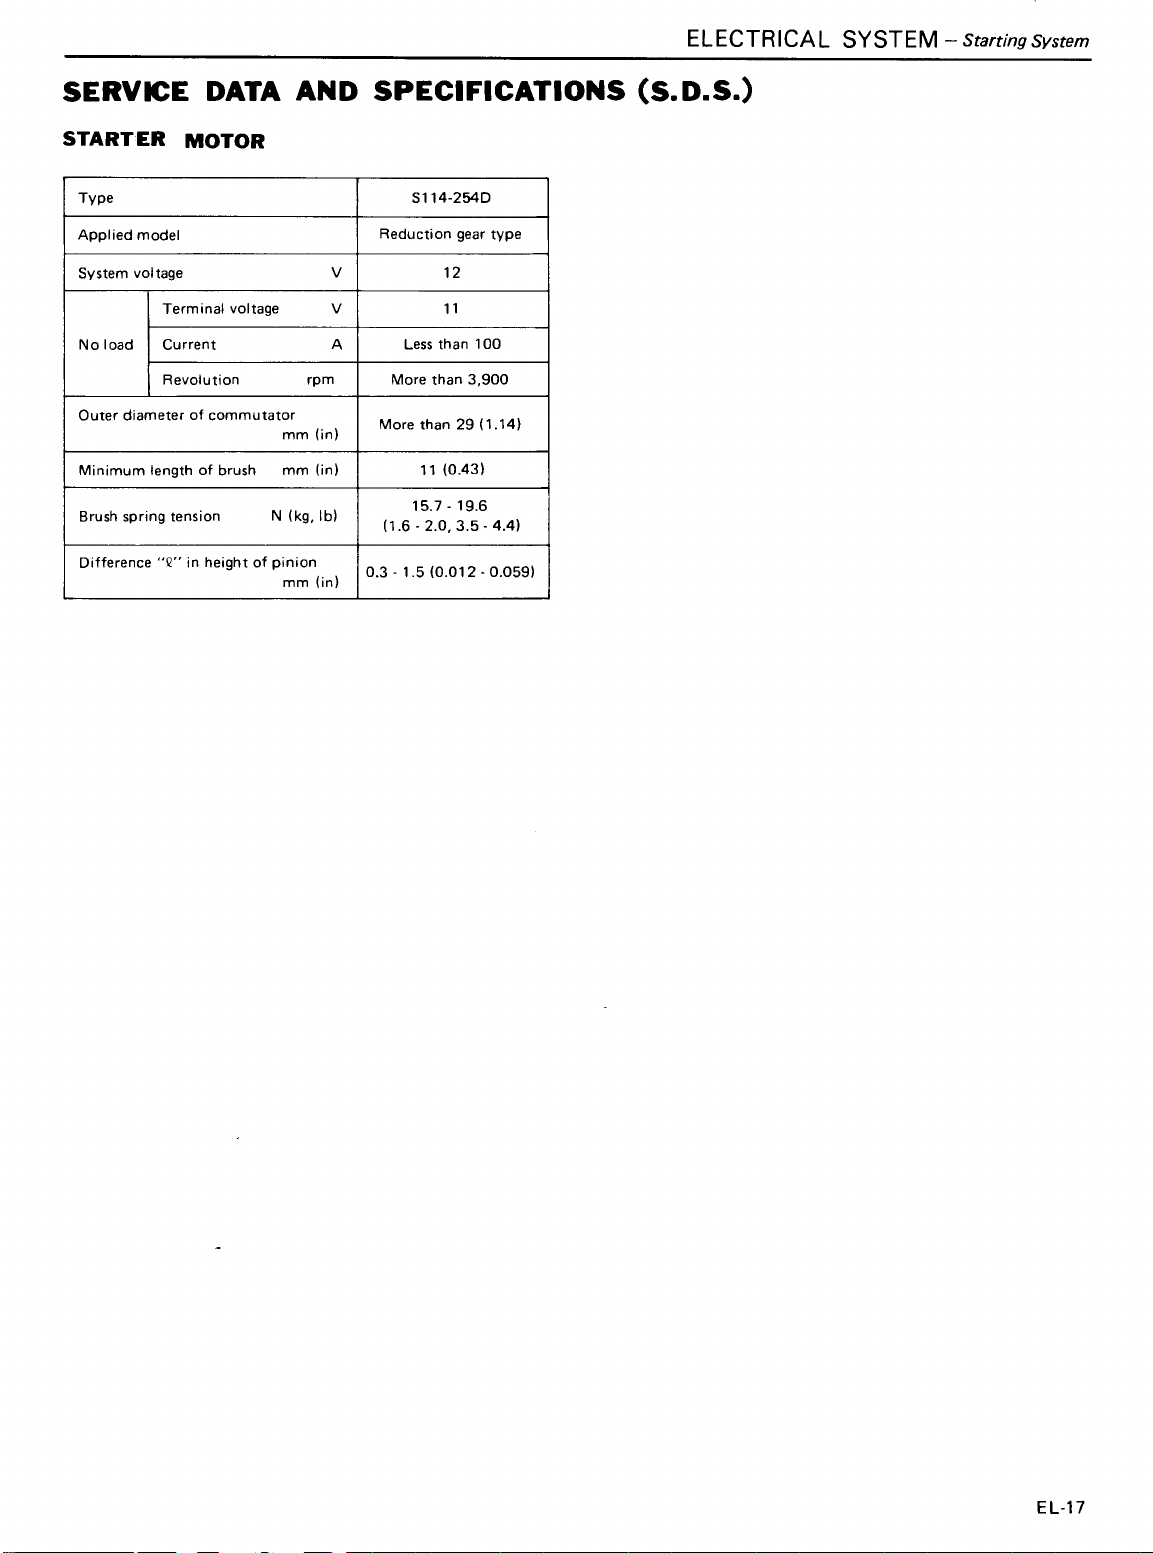 ELECTRICAL SYSTEM – Starting System
SERVICE DATA AND SPECIFICATIONS (S.D.S.)
STARTER MOTOR
Type S114-254D
Applied model Reduction gear type
System voltage V 12
No load
Terminal voltage V 11
Current A Less than 100
Revolution rpm More than 3,900
Outer diameter of commutator
mm (in) More than 29 (1.14)
Minimum length of brush mm (in) 11 (0.43)
Brush spring tension N (kg, lb) 15.7 - 19.6
(1.6 - 2.0, 3.5 - 4.4)
Difference "ℓ" in height of pinion
mm (in) 0.3 - 1.5 (0.012 - 0.059)
EL-17